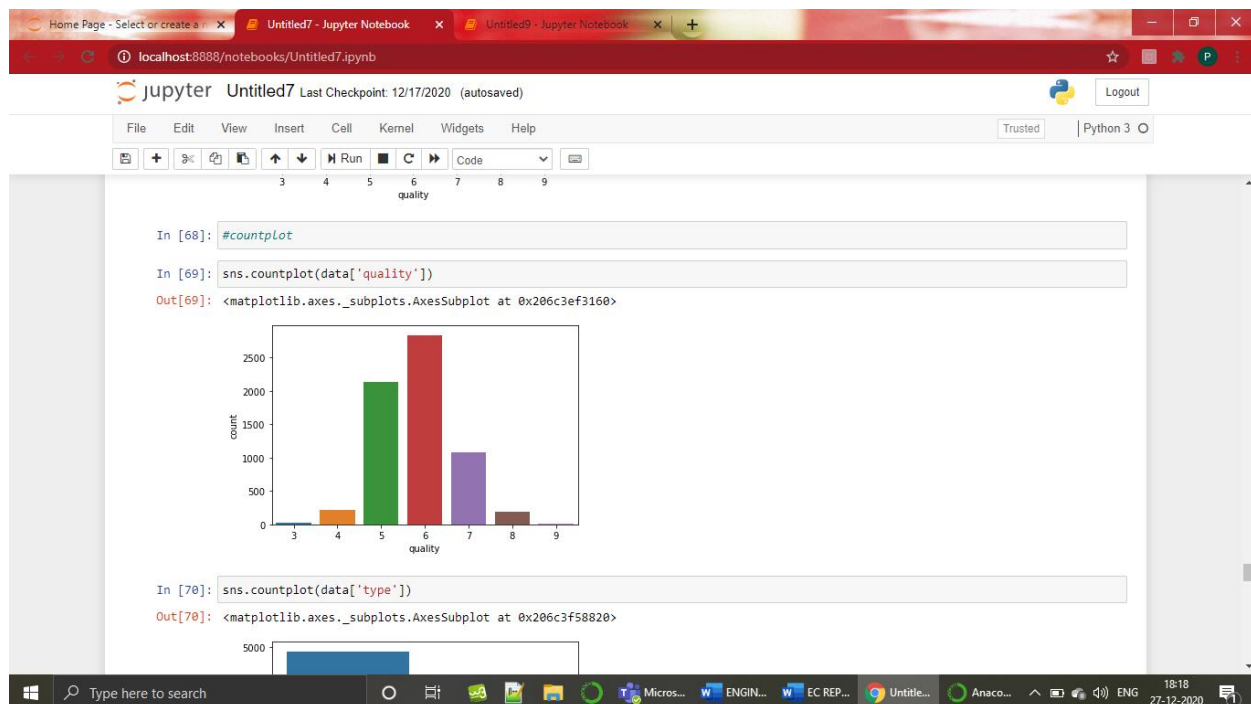 Home Page - Select or create a n
Untitled7 - Jupyter Notebook
Untitled9 - Jupyter Notebook
localhost:8888/notebooks/Untitled7.ipynb
P
jupyter Untitled7 Last Checkpoint: 12/17/2020 (autosaved)
Logout
File Edit View Insert Cell Kernel Widgets Help
Trusted Python 3
Run Code
3 4 5 6 7 8 9
quality
In [68]: #countplot
In [69]: sns.countplot(data['quality'])
Out[69]: <matplotlib.axes._subplots.AxesSubplot at 0x206c3ef3160>
2500
2000
1500
1000
500
0
count
3 4 5 6 7 8 9
quality
In [70]: sns.countplot(data['type'])
Out[70]: <matplotlib.axes._subplots.AxesSubplot at 0x206c3f58820>
5000
Type here to search
Micros... ENGIN... EC REP... Untitle... Anaco... ENG
18:18
27-12-2020